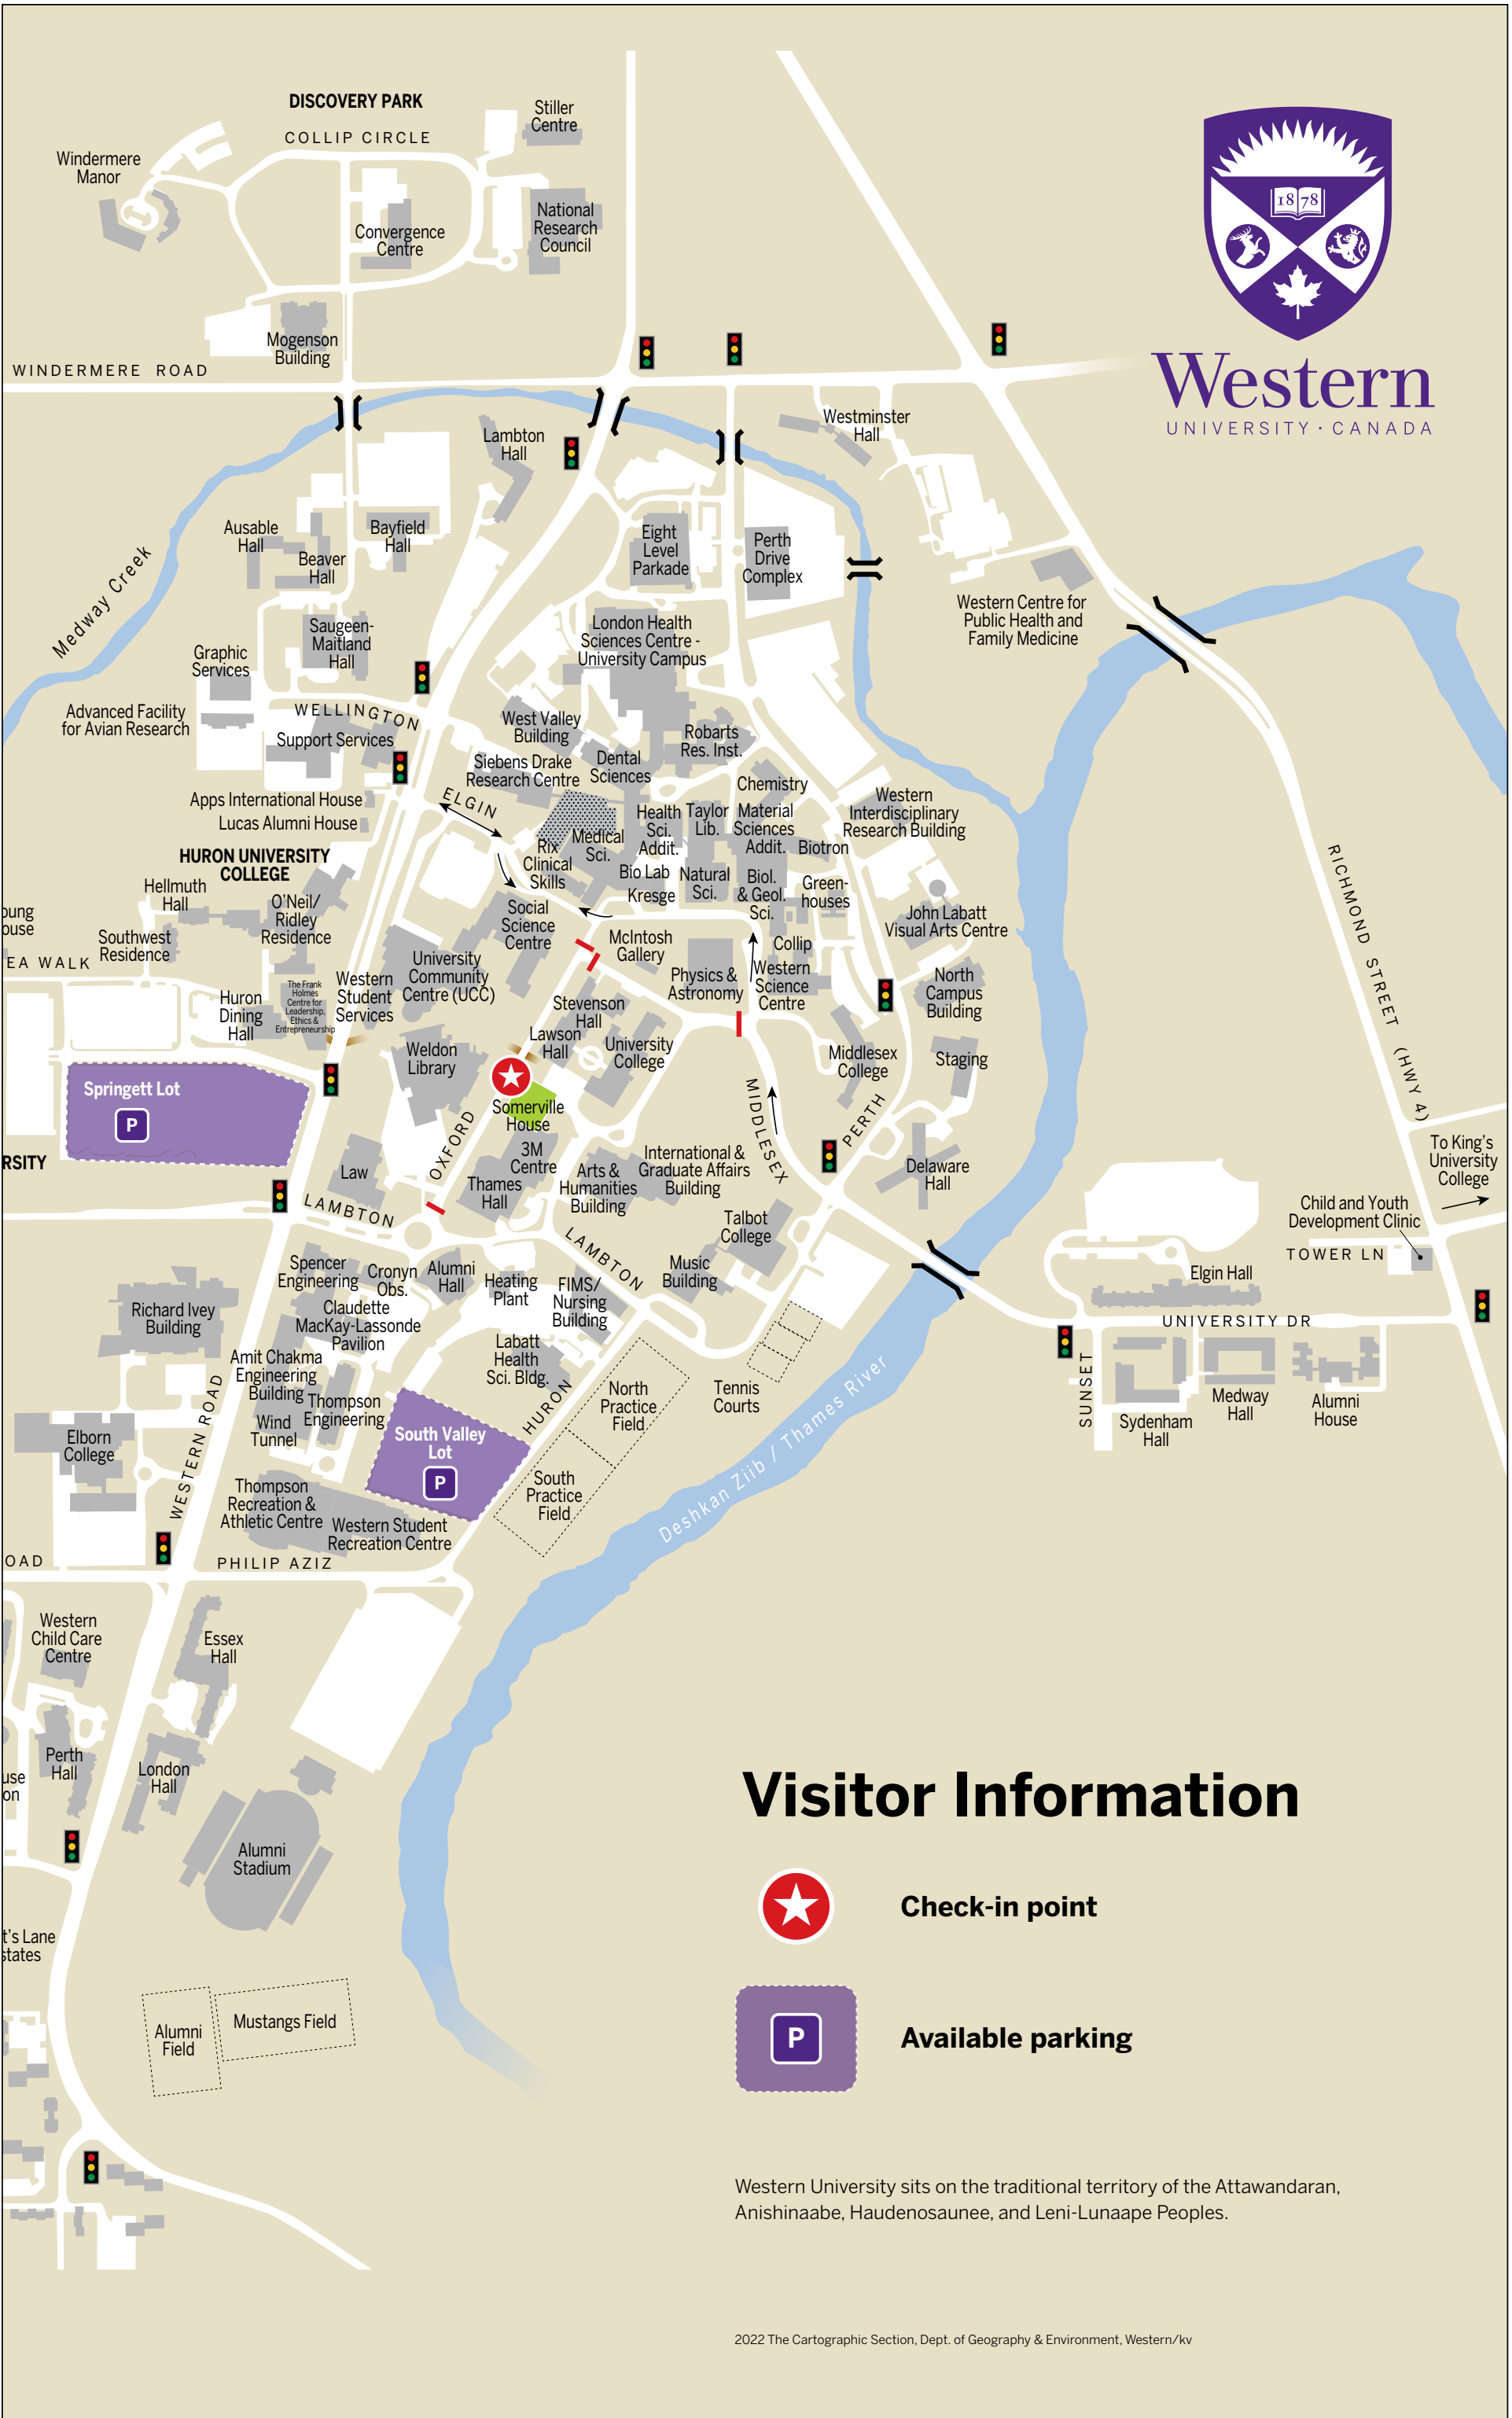 DISCOVERY PARK
COLLIP CIRCLE
Stiller
Centre
Windermere
Manor
National
Research
Council
Convergence
Centre
1878
Mogenson
Building
WINDERMERE ROAD
Western
UNIVERSITY · CANADA
Westminster
Hall
Lambton
Hall
Ausable
Hall
Bayfield
Hall
Beaver
Hall
Eight
Level
Parkade
Perth
Drive
Complex
Medway Creek
Western Centre for
Public Health and
Family Medicine
Saugeen-
Maitland
Hall
London Health
Sciences Centre -
University Campus
Graphic
Services
Advanced Facility
for Avian Research
WELLINGTON
Support Services
West Valley
Building
Robarts
Res. Inst.
Siebens Drake
Research Centre
Dental
Sciences
Chemistry
Apps International House
Lucas Alumni House
ELGIN
Western
Interdisciplinary
Research Building
Health
Sci.
Addit.
Taylor
Lib.
Material
Sciences
Addit.
Biotron
Medical
Sci.
Rix
Clinical
Skills
HURON UNIVERSITY
COLLEGE
Bio Lab
Kresge
Natural
Sci.
Biol.
& Geol.
Sci.
Green-
houses
Hellmuth
Hall
O'Neil/
Ridley
Residence
Social
Science
Centre
John Labatt
Visual Arts Centre
RICHMOND STREET (HWY 4)
oung
ouse
Southwest
Residence
McIntosh
Gallery
Collip
EA WALK
University
Community
Centre (UCC)
Physics &
Astronomy
Western
Science
Centre
North
Campus
Building
Western
Student
Services
The Frank
Holmes
Centre for
Leadership,
Ethics &
Entrepreneurship
Huron
Dining
Hall
Stevenson
Hall
Lawson
Hall
University
College
Weldon
Library
Middlesex
College
Staging
Springett Lot
P
Somerville
House
MIDDLESEX
PERTH
OXFORD
RSITY
Law
3M
Centre
Thames
Hall
Arts &
Humanities
Building
International &
Graduate Affairs
Building
Delaware
Hall
To King's
University
College
LAMBTON
Child and Youth
Development Clinic
TOWER LN
Talbot
College
LAMBTON
Spencer
Engineering
Cronyn
Obs.
Alumni
Hall
Heating
Plant
FIMS/
Nursing
Building
Music
Building
Elgin Hall
Richard Ivey
Building
Claudette
MacKay-Lassonde
Pavilion
UNIVERSITY DR
Labatt
Health
Sci. Bldg.
Amit Chakma
Engineering
Building
SUNSET
WESTERN ROAD
HURON
Thompson
Engineering
Wind
Tunnel
North
Practice
Field
Tennis
Courts
Sydenham
Hall
Medway
Hall
Alumni
House
Elborn
College
South Valley
Lot
P
Deshkan Ziib / Thames River
South
Practice
Field
Thompson
Recreation &
Athletic Centre
Western Student
Recreation Centre
OAD
PHILIP AZIZ
Western
Child Care
Centre
Essex
Hall
Perth
Hall
London
Hall
use
on
Visitor Information
Alumni
Stadium
Check-in point
t's Lane
states
Alumni
Field
Mustangs Field
P
Available parking
Western University sits on the traditional territory of the Attawandaran,
Anishinaabe, Haudenosaunee, and Leni-Lunaape Peoples.
2022 The Cartographic Section, Dept. of Geography & Environment, Western/kv